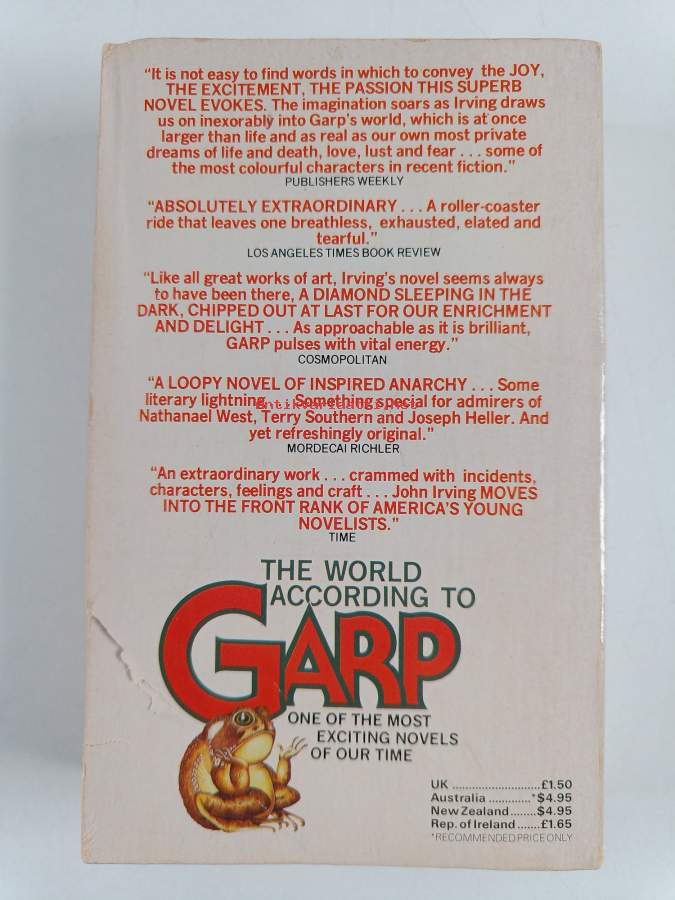 “It is not easy to find words in which to convey the JOY,
THE EXCITEMENT, THE PASSION THIS SUPERB
NOVEL EVOKES. The imagination soars as Irving draws
us on inexorably into Garp's world, which is at once
larger than life and as real as our own most private
dreams of life and death, love, lust and fear . . . some of
the most colourful characters in recent fiction.”
PUBLISHERS WEEKLY
“ABSOLUTELY EXTRAORDINARY . . . A roller-coaster
ride that leaves one breathless, exhausted, elated and
tearful.”
LOS ANGELES TIMES BOOK REVIEW
“Like all great works of art, Irving's novel seems always
to have been there, A DIAMOND SLEEPING IN THE
DARK, CHIPPED OUT AT LAST FOR OUR ENRICHMENT
AND DELIGHT . . . As approachable as it is brilliant,
GARP pulses with vital energy.”
COSMOPOLITAN
“A LOOPY NOVEL OF INSPIRED ANARCHY . . . Some
literary lightning . . . Something special for admirers of
Nathanael West, Terry Southern and Joseph Heller. And
yet refreshingly original.”
MORDECAI RICHLER
“An extraordinary work . . . crammed with incidents,
characters, feelings and craft . . . John Irving MOVES
INTO THE FRONT RANK OF AMERICA'S YOUNG
NOVELISTS.”
TIME
THE WORLD
ACCORDING TO
GARP
ONE OF THE MOST
EXCITING NOVELS
OF OUR TIME
UK ...........................£1.50
Australia .............*$4.95
New Zealand........$4.95
Rep. of Ireland.......£1.65
*RECOMMENDED PRICE ONLY